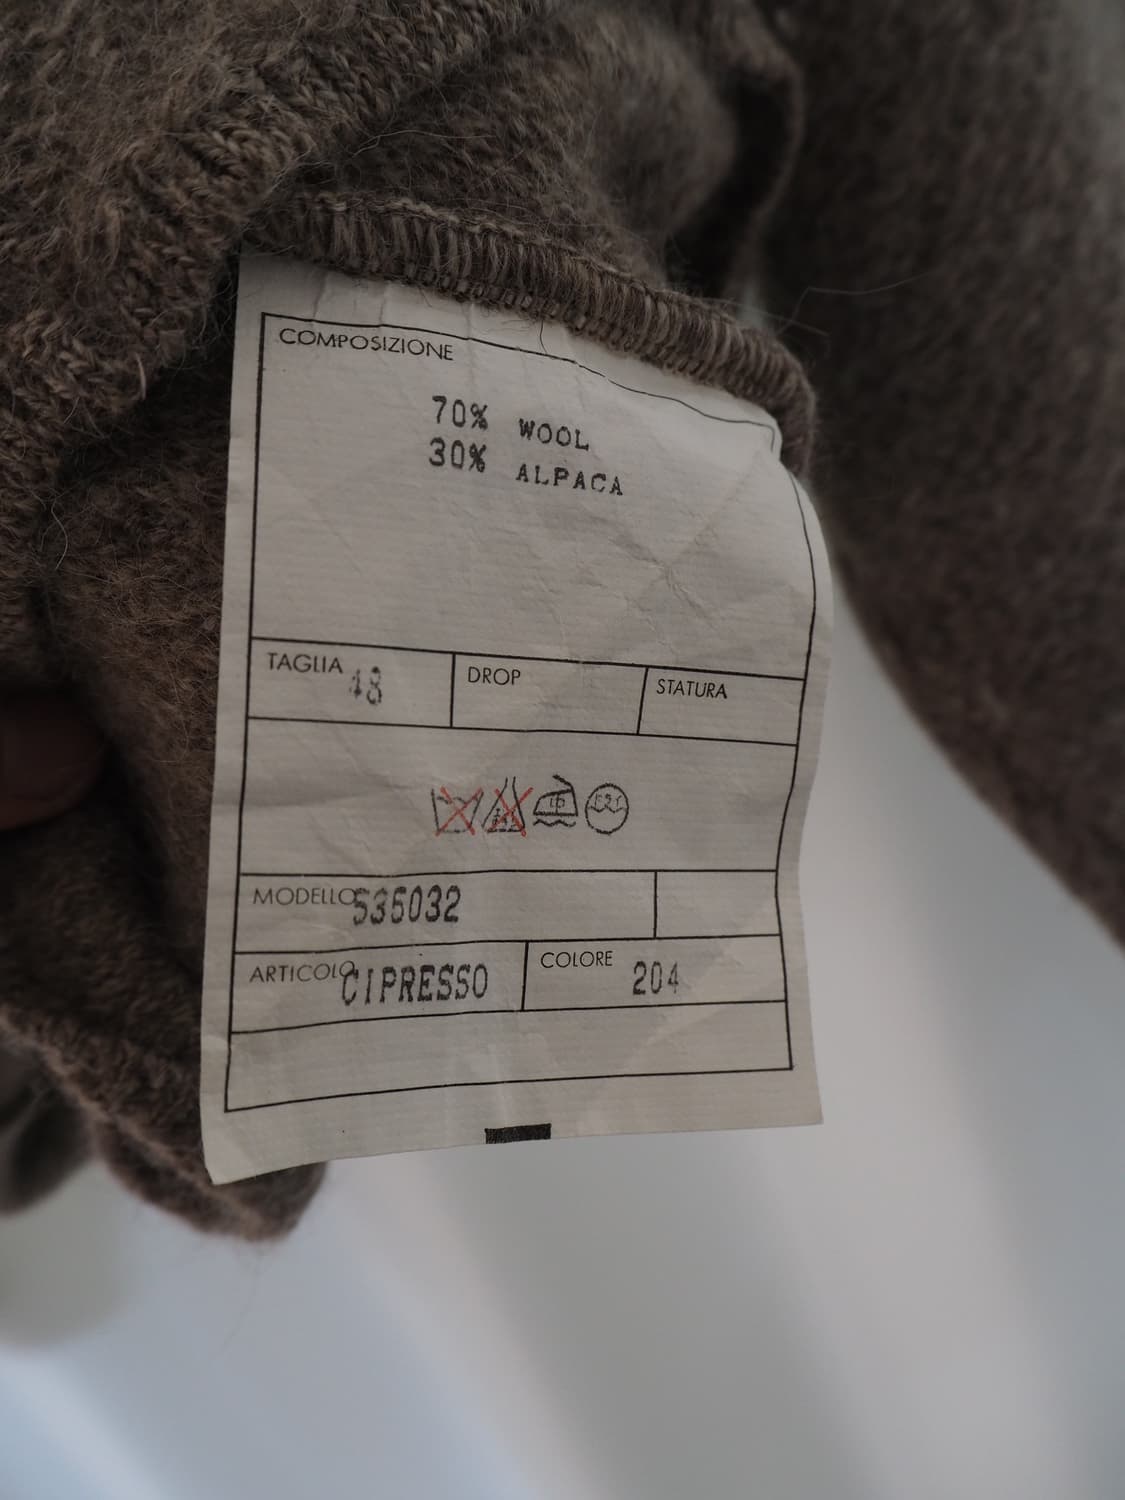 COMPOSIZIONE
70% WOOL
30% ALPACA
TAGLIA 48
DROP
STATURA
MODELLO 535032
ARTICOLO CIPRESSO
COLORE 204